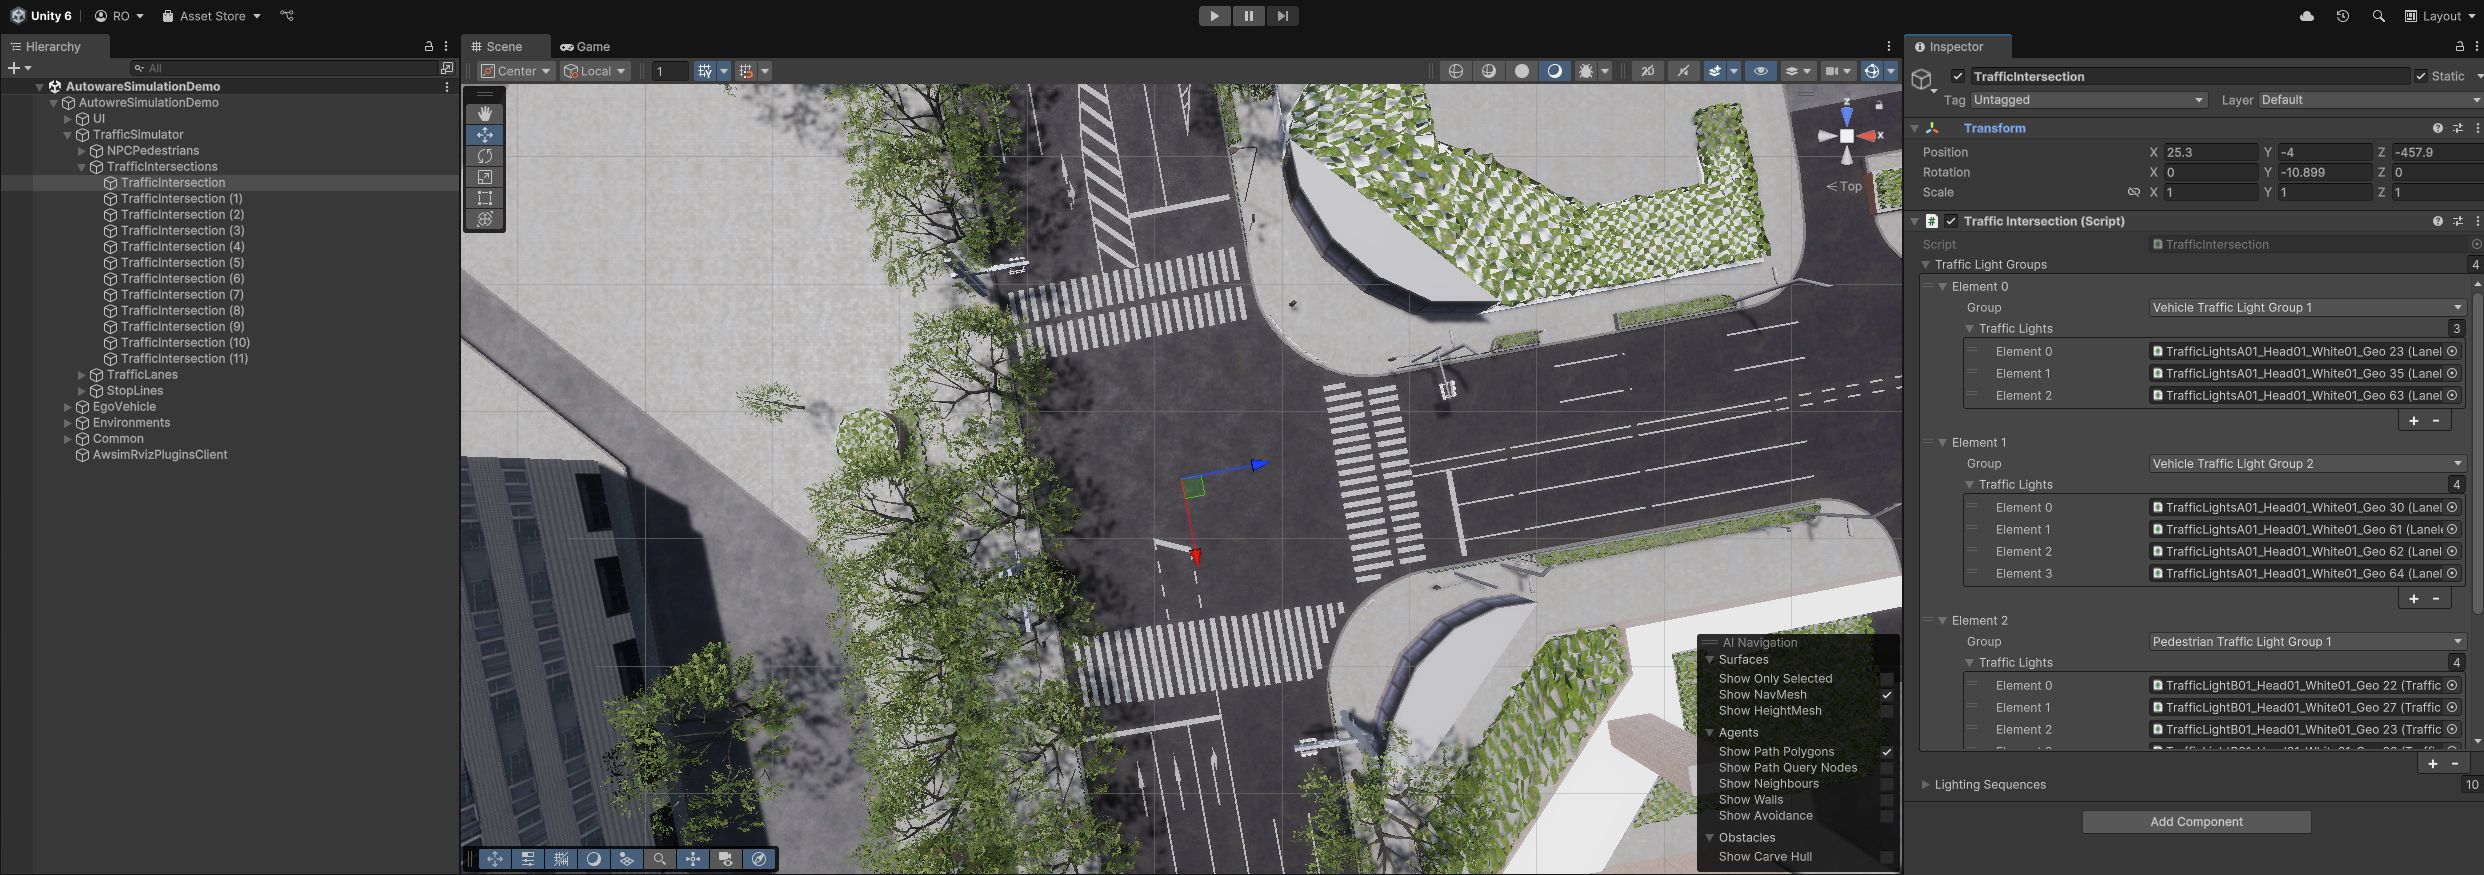 Unity 6 RO Asset Store Layout
Hierarchy
All
AutowareSimulationDemo
AutowreSimulationDemo
UI
TrafficSimulator
NPCPedestrians
TrafficIntersections
TrafficIntersection
TrafficIntersection (1)
TrafficIntersection (2)
TrafficIntersection (3)
TrafficIntersection (4)
TrafficIntersection (5)
TrafficIntersection (6)
TrafficIntersection (7)
TrafficIntersection (8)
TrafficIntersection (9)
TrafficIntersection (10)
TrafficIntersection (11)
TrafficLanes
StopLines
EgoVehicle
Environments
Common
AwsimRvizPluginsClient
Scene Game
Center Local 1 2D
z
x
Top
AI Navigation
Surfaces
Show Only Selected
Show NavMesh
Show HeightMesh
Agents
Show Path Polygons
Show Path Query Nodes
Show Neighbours
Show Walls
Show Avoidance
Obstacles
Show Carve Hull
Inspector
TrafficIntersection Static
Tag Untagged Layer Default
Transform
Position X 25.3 Y -4 Z -457.9
Rotation X 0 Y -10.899 Z 0
Scale X 1 Y 1 Z 1
Traffic Intersection (Script)
Script TrafficIntersection
Traffic Light Groups 4
Element 0
Group Vehicle Traffic Light Group 1
Traffic Lights 3
Element 0 TrafficLightsA01_Head01_White01_Geo 23 (Lanel
Element 1 TrafficLightsA01_Head01_White01_Geo 35 (Lanel
Element 2 TrafficLightsA01_Head01_White01_Geo 63 (Lanel
+ -
Element 1
Group Vehicle Traffic Light Group 2
Traffic Lights 4
Element 0 TrafficLightsA01_Head01_White01_Geo 30 (Lanel
Element 1 TrafficLightsA01_Head01_White01_Geo 61 (Lanele
Element 2 TrafficLightsA01_Head01_White01_Geo 62 (Lanel
Element 3 TrafficLightsA01_Head01_White01_Geo 64 (Lanel
+ -
Element 2
Group Pedestrian Traffic Light Group 1
Traffic Lights 4
Element 0 TrafficLightB01_Head01_White01_Geo 22 (Traffic
Element 1 TrafficLightB01_Head01_White01_Geo 27 (Traffic
Element 2 TrafficLightB01_Head01_White01_Geo 23 (Traffic
+ -
Lighting Sequences 10
Add Component